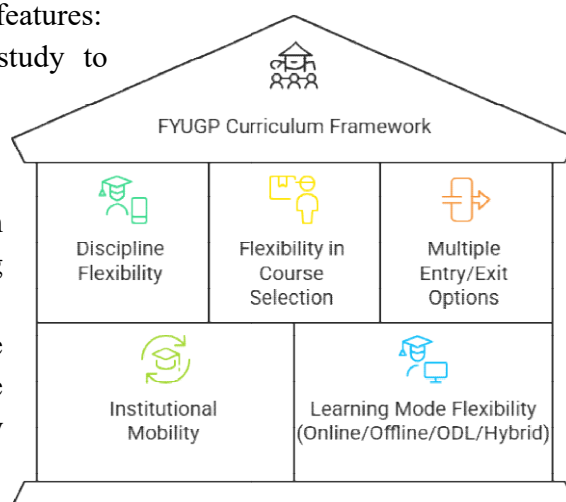 features:
study to
FYUGP Curriculum Framework
Discipline
Flexibility
Flexibility in
Course
Selection
Multiple
Entry/Exit
Options
Institutional
Mobility
Learning Mode Flexibility
(Online/Offline/ODL/Hybrid)